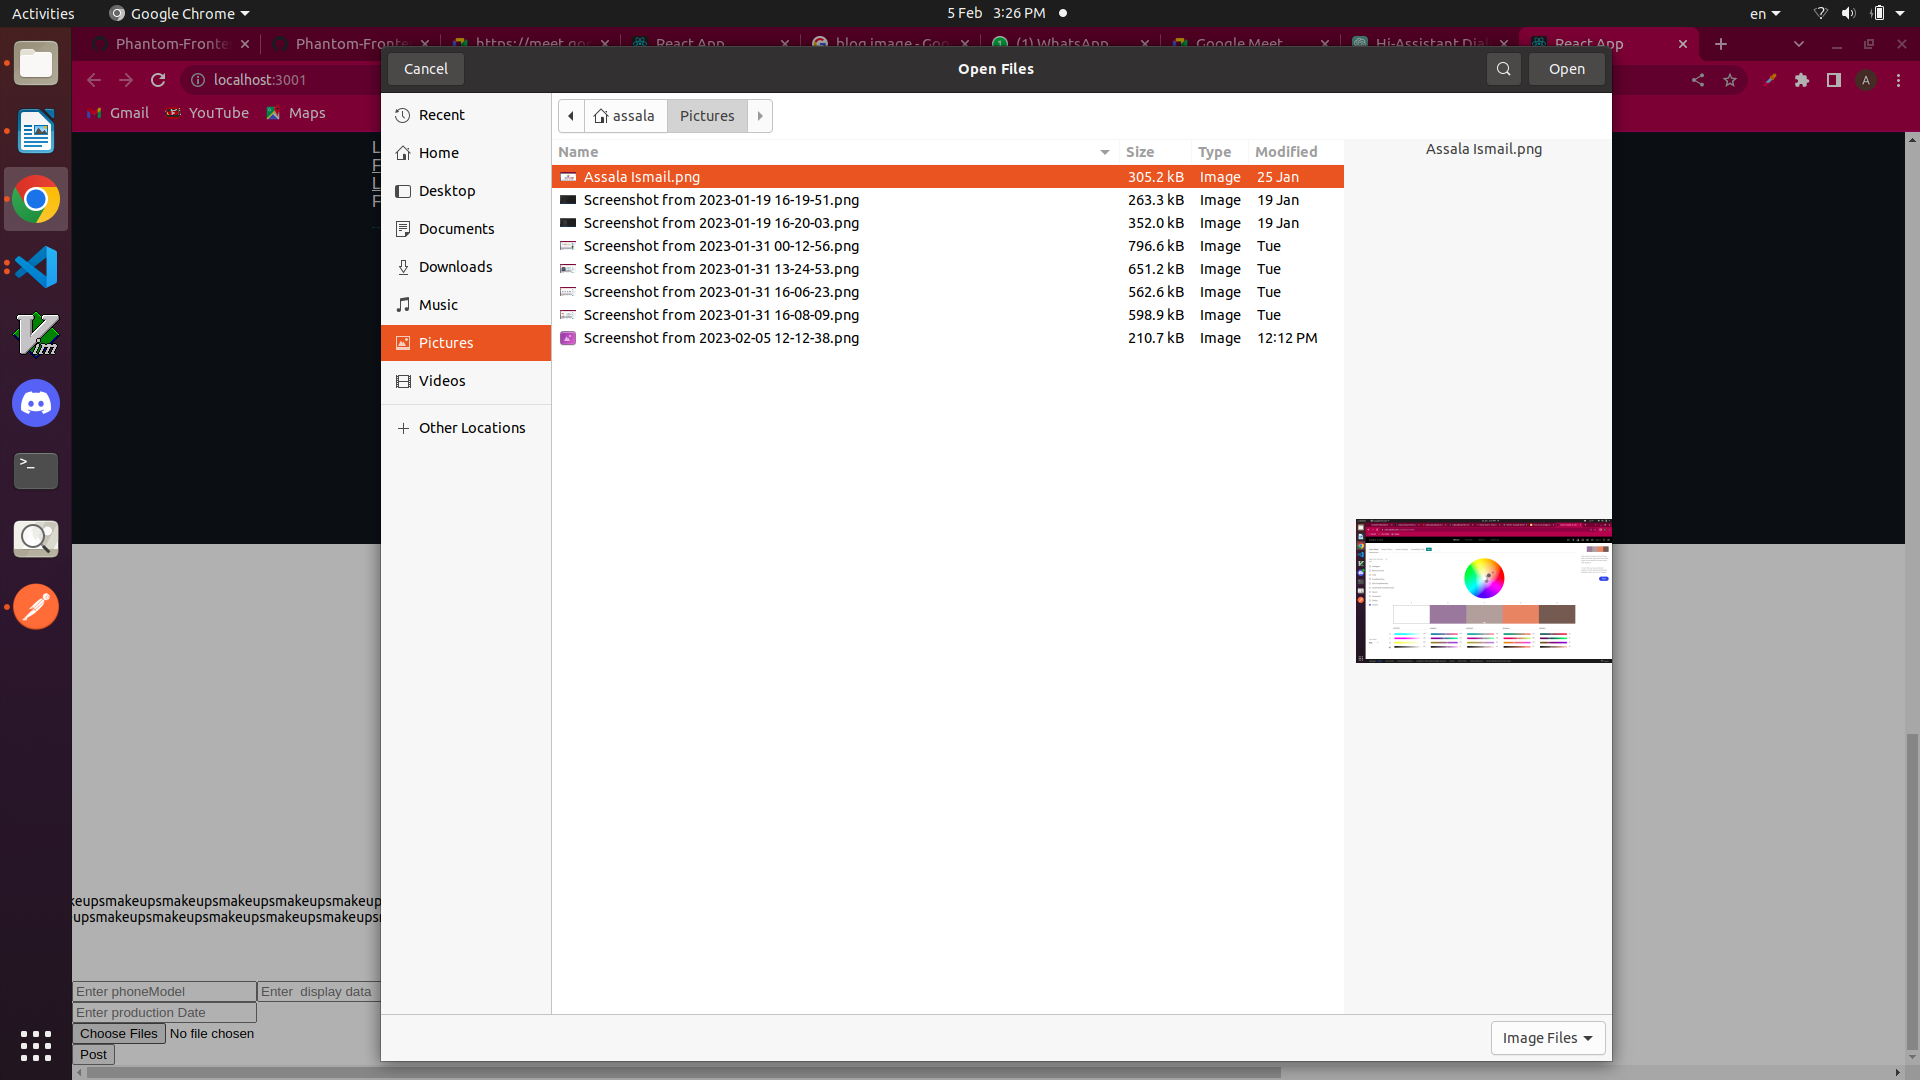 Activities
Google Chrome
5 Feb 3:26 PM
en
Phantom-Fronte
Phantom-Fronte
https://meet.goo
React App
blog image - Goo
(1) WhatsApp
Google Meet
Hi-Assistant Dial
React App
localhost:3001
A
Gmail
YouTube
Maps
Cancel
Open Files
Open
Recent
Home
Desktop
Documents
Downloads
Music
Pictures
Videos
Other Locations
assala
Pictures
Name Size Type Modified
Assala Ismail.png 305.2 kB Image 25 Jan
Screenshot from 2023-01-19 16-19-51.png 263.3 kB Image 19 Jan
Screenshot from 2023-01-19 16-20-03.png 352.0 kB Image 19 Jan
Screenshot from 2023-01-31 00-12-56.png 796.6 kB Image Tue
Screenshot from 2023-01-31 13-24-53.png 651.2 kB Image Tue
Screenshot from 2023-01-31 16-06-23.png 562.6 kB Image Tue
Screenshot from 2023-01-31 16-08-09.png 598.9 kB Image Tue
Screenshot from 2023-02-05 12-12-38.png 210.7 kB Image 12:12 PM
Assala Ismail.png
Image Files
L
F
L
F
keupsmakeupsmakeupsmakeupsmakeup
upsmakeupsmakeupsmakeupsmakeups
Enter phoneModel
Enter display data
Enter production Date
Choose Files No file chosen
Post